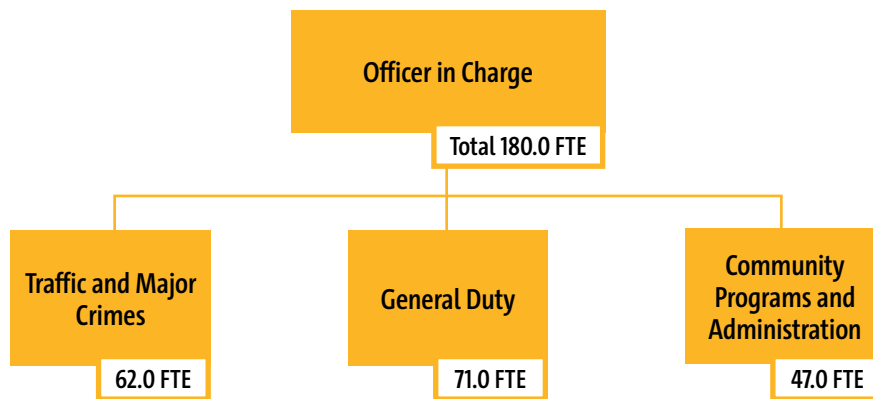 Officer in Charge
Total 180.0 FTE
Traffic and Major
Crimes
62.0 FTE
General Duty
71.0 FTE
Community
Programs and
Administration
47.0 FTE